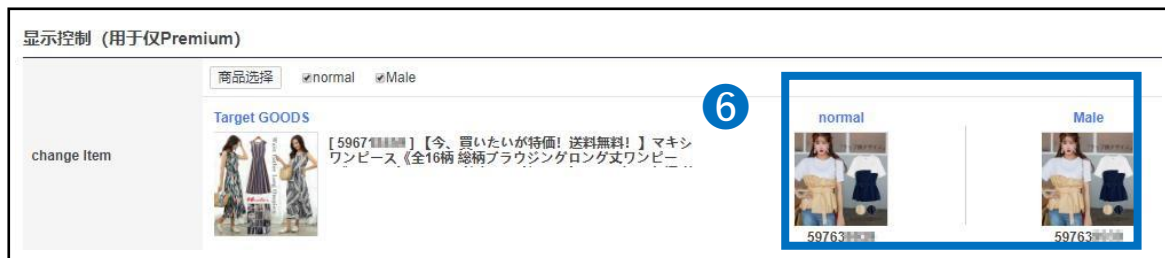 显示控制（用于仅Premium）
商品选择 normal Male
change Item
Target GOODS
[ 59671 ]【今、買いたいが特価！送料無料！】マキシ
ワンピース《全16柄 総柄ブラウジングロング丈ワンピー
6
normal
Male
59763
59763